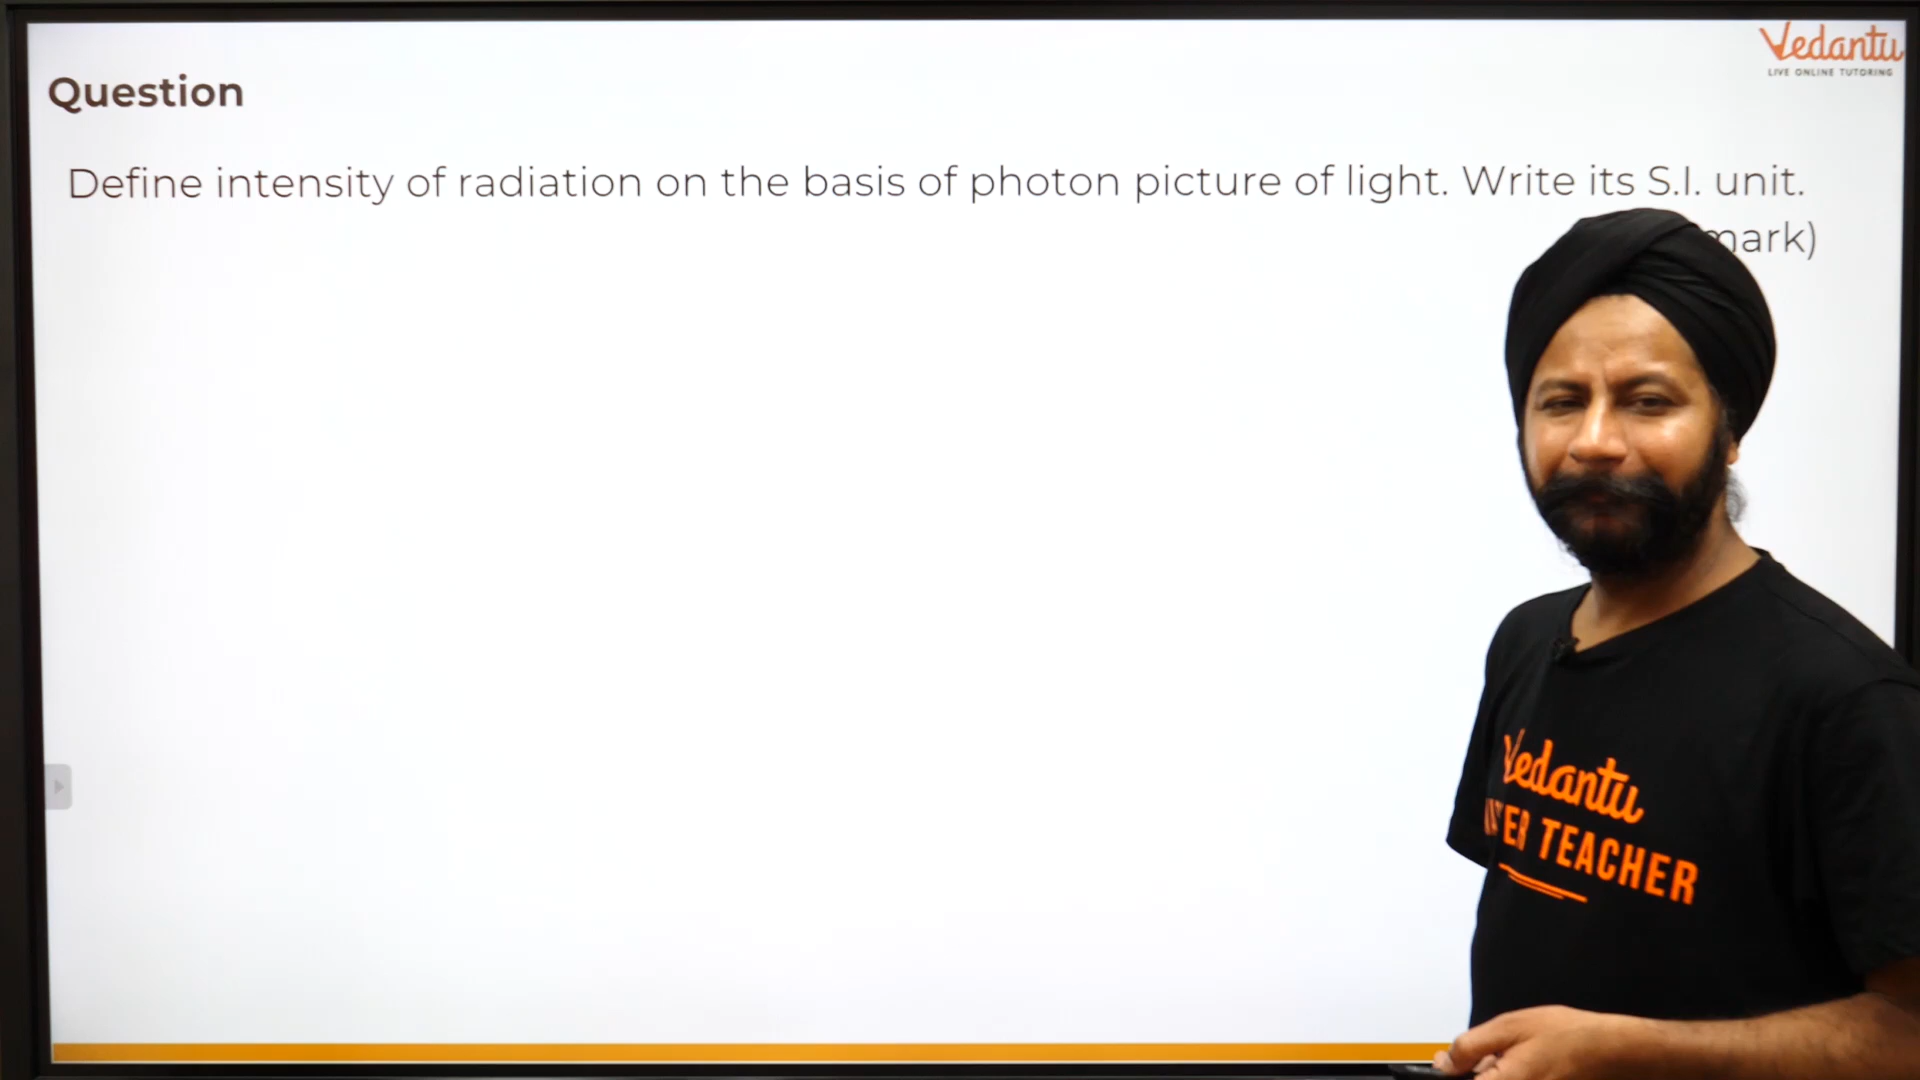 Vedantu
LIVE ONLINE TUTORING
Question
Define intensity of radiation on the basis of photon picture of light. Write its S.I. unit.
mark)
Vedantu
TEACHER